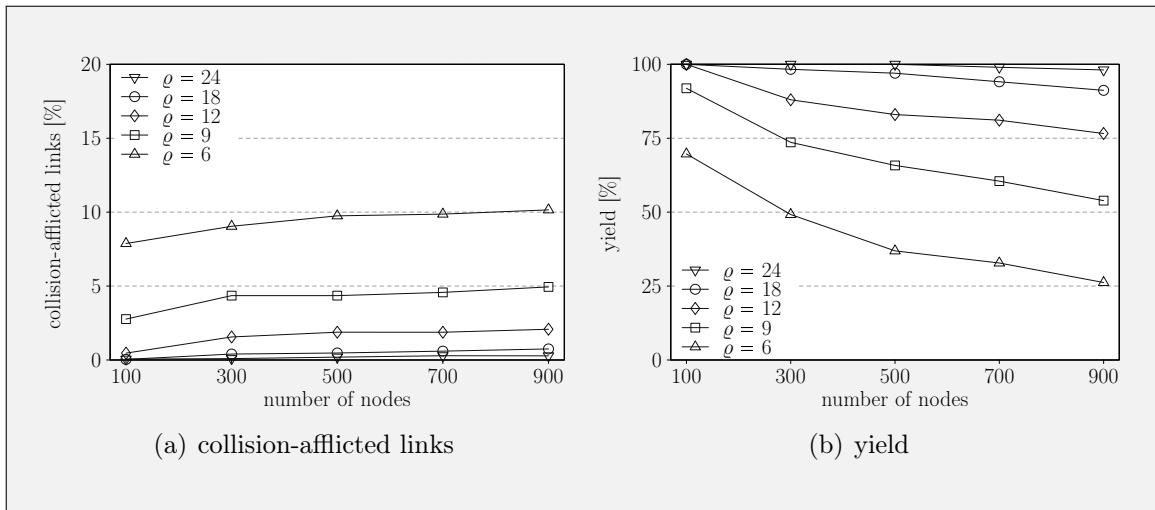 20
15
10
5
0
collision-afflicted links [%]
ϱ = 24
ϱ = 18
ϱ = 12
ϱ = 9
ϱ = 6
100 300 500 700 900
number of nodes
(a) collision-afflicted links
100
75
50
25
0
yield [%]
ϱ = 24
ϱ = 18
ϱ = 12
ϱ = 9
ϱ = 6
100 300 500 700 900
number of nodes
(b) yield